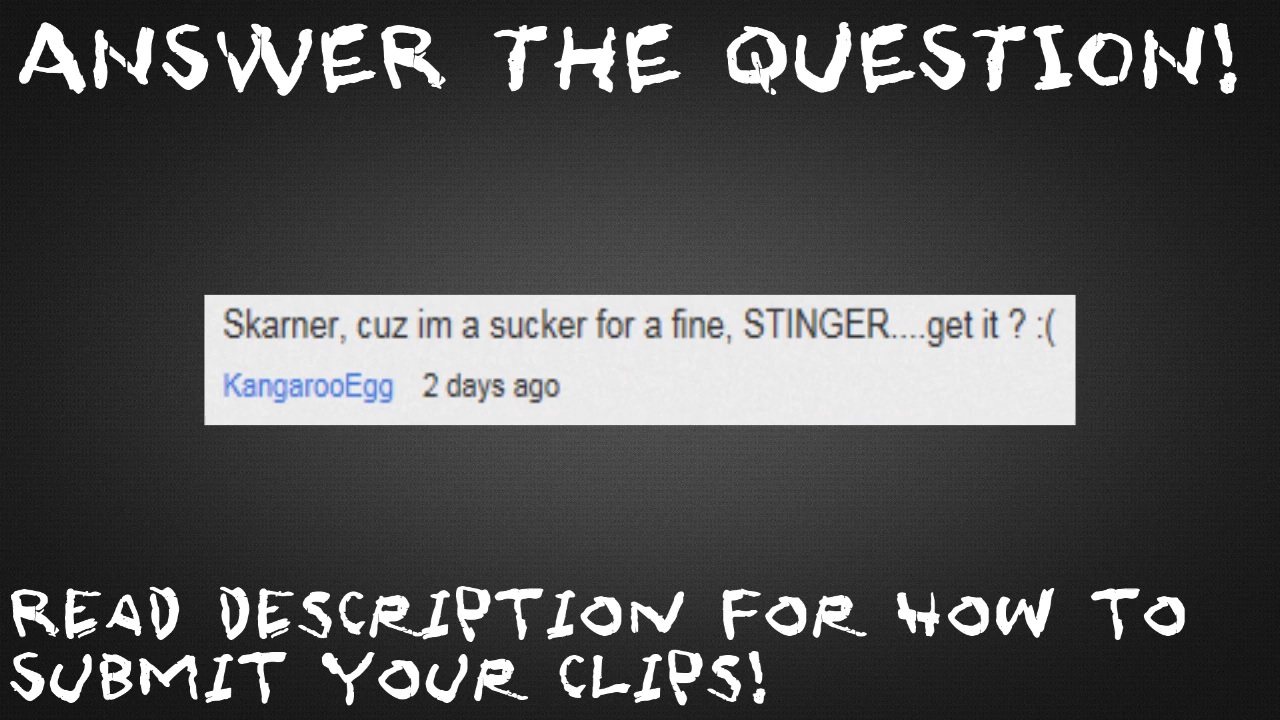 ANSWER THE QUESTION!
Skarner, cuz im a sucker for a fine, STINGER....get it ? :(
KangarooEgg 2 days ago
READ DESCRIPTION FOR HOW TO
SUBMIT YOUR CLIPS!